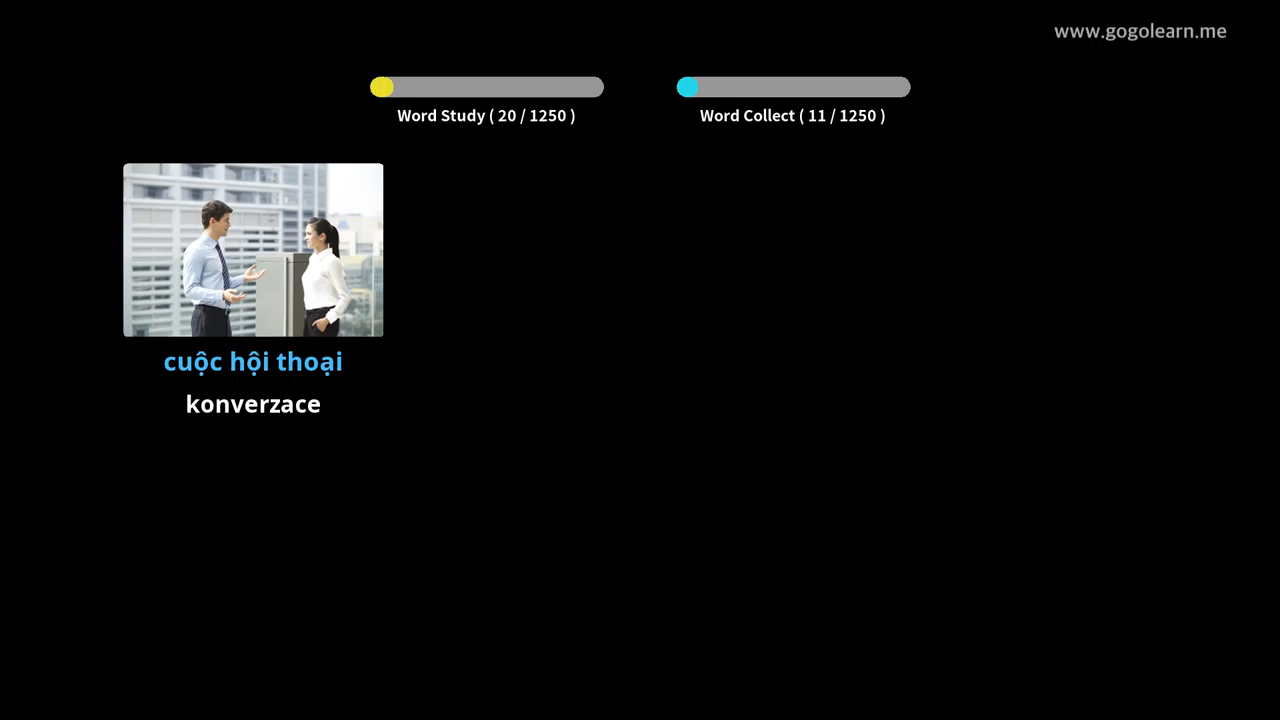 www.gogolearn.me
Word Study ( 20 / 1250 )
Word Collect ( 11 / 1250 )
cuộc hội thoại
konverzace